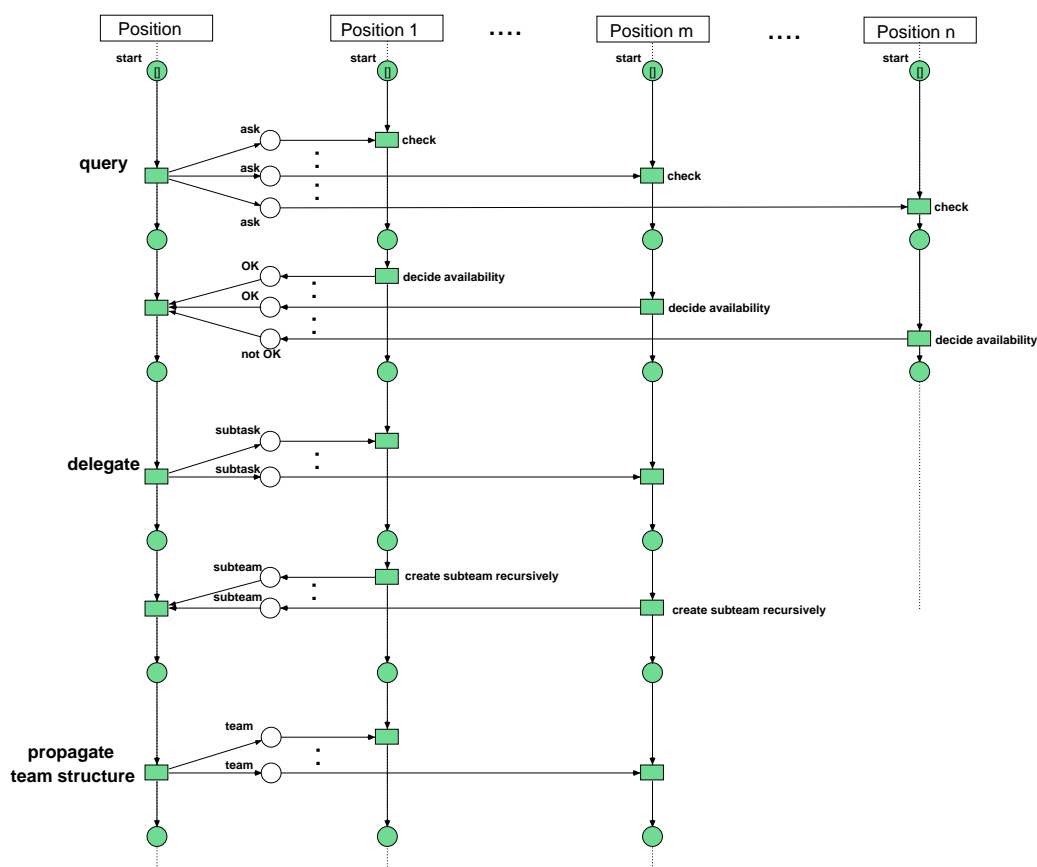 Position
Position 1
....
Position m
....
Position n
start
[]
start
[]
start
[]
start
[]
ask
check
query
ask
check
ask
check
OK
decide availability
OK
decide availability
not OK
decide availability
subtask
delegate
subtask
subteam
create subteam recursively
subteam
create subteam recursively
team
propagate
team structure
team